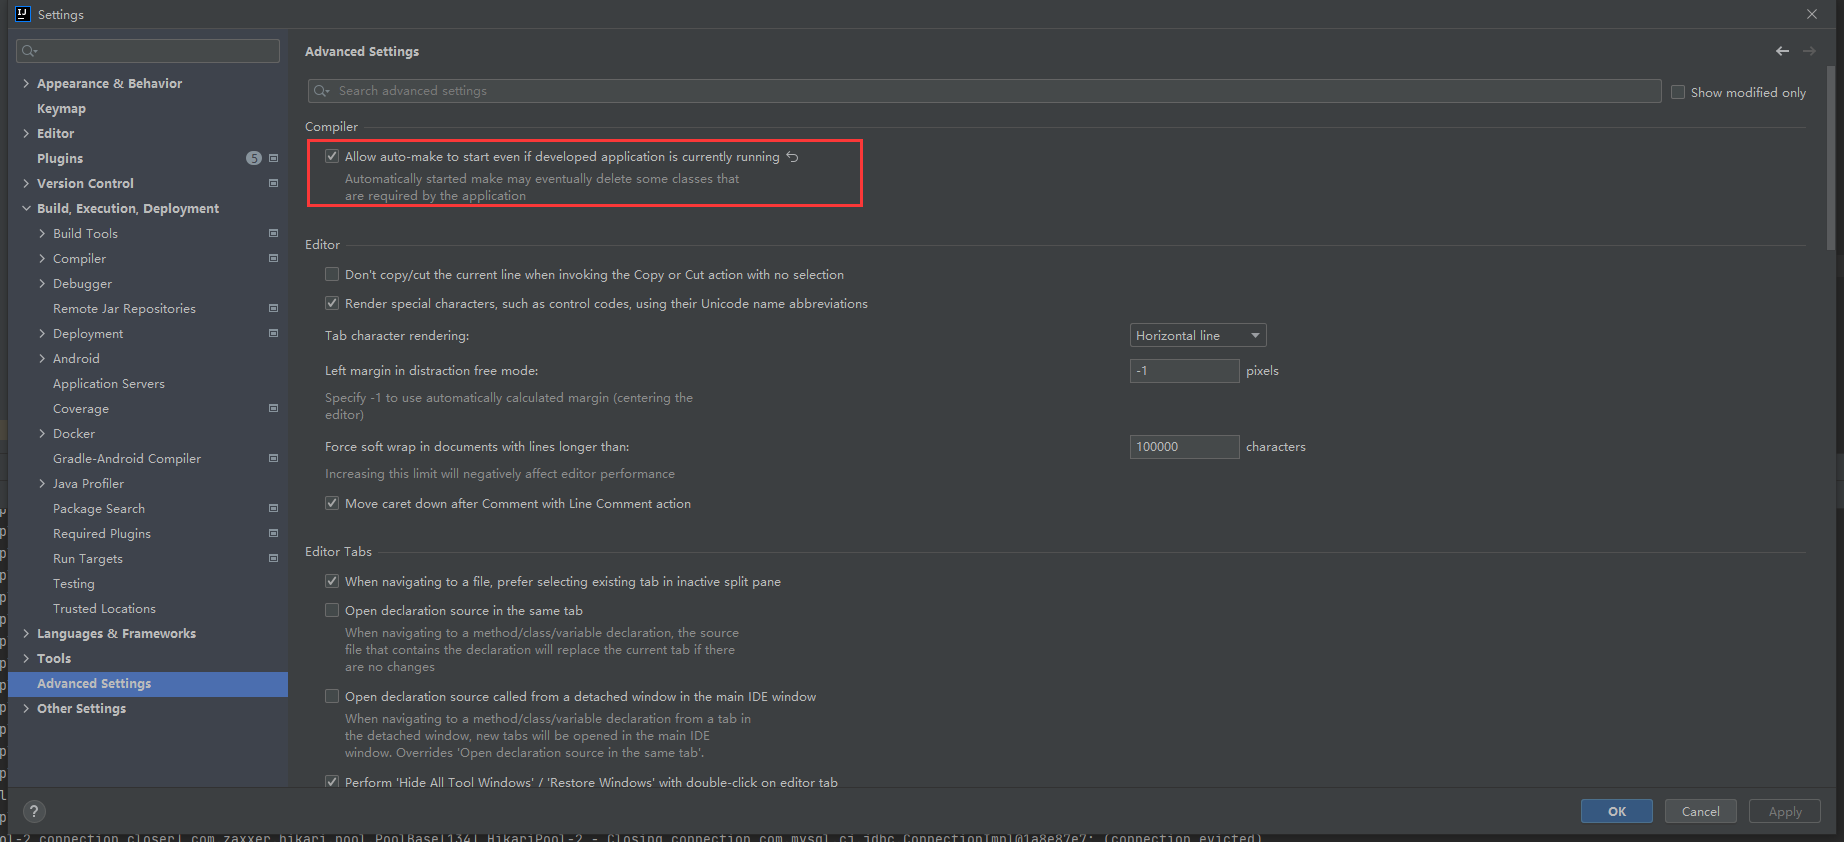 Settings
Appearance & Behavior
Keymap
Editor
Plugins
5
Version Control
Build, Execution, Deployment
Build Tools
Compiler
Debugger
Remote Jar Repositories
Deployment
Android
Application Servers
Coverage
Docker
Gradle-Android Compiler
Java Profiler
Package Search
Required Plugins
Run Targets
Testing
Trusted Locations
Languages & Frameworks
Tools
Advanced Settings
Other Settings
Advanced Settings
Search advanced settings
Show modified only
Compiler
Allow auto-make to start even if developed application is currently running
Automatically started make may eventually delete some classes that
are required by the application
Editor
Don't copy/cut the current line when invoking the Copy or Cut action with no selection
Render special characters, such as control codes, using their Unicode name abbreviations
Tab character rendering:
Horizontal line
Left margin in distraction free mode:
-1
pixels
Specify -1 to use automatically calculated margin (centering the
editor)
Force soft wrap in documents with lines longer than:
100000
characters
Increasing this limit will negatively affect editor performance
Move caret down after Comment with Line Comment action
Editor Tabs
When navigating to a file, prefer selecting existing tab in inactive split pane
Open declaration source in the same tab
When navigating to a method/class/variable declaration, the source
file that contains the declaration will replace the current tab if there
are no changes
Open declaration source called from a detached window in the main IDE window
When navigating to a method/class/variable declaration from a tab in
the detached window, new tabs will be opened in the main IDE
window. Overrides 'Open declaration source in the same tab'.
Perform 'Hide All Tool Windows' / 'Restore Windows' with double-click on editor tab
?
OK
Cancel
Apply
ol-2 connection closer| com.zaxxer.hikari.pool.PoolBase[134] HikariPool-2 - Closing connection com.mysql.cj.jdbc.ConnectionImpl@1a8e87e7: (connection evicted)